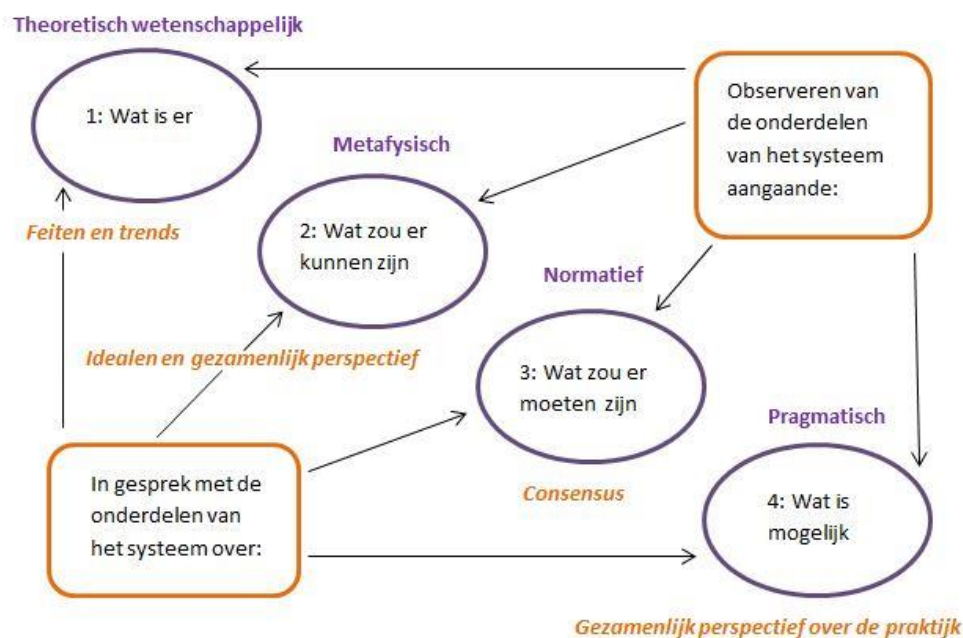 Theoretisch wetenschappelijk
1: Wat is er
Observeren van
de onderdelen
van het systeem
aangaande:
Metafysisch
Feiten en trends
2: Wat zou er
kunnen zijn
Normatief
Idealen en gezamenlijk perspectief
3: Wat zou er
moeten zijn
Pragmatisch
In gesprek met de
onderdelen van
het systeem over:
Consensus
4: Wat is
mogelijk
Gezamenlijk perspectief over de praktijk